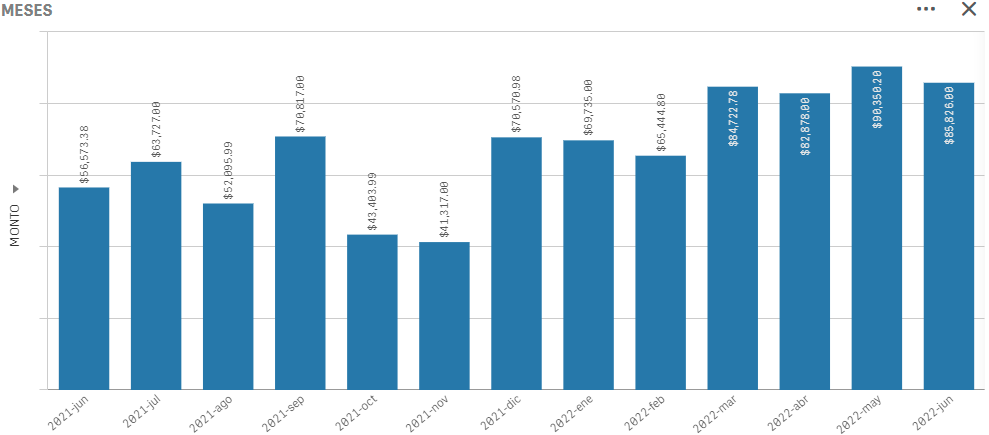 MESES
MONTO
$56,573.38
$63,727.00
$52,095.99
$70,817.00
$43,403.99
$41,317.00
$70,570.98
$69,735.00
$65,444.80
$84,722.78
$82,878.00
$90,350.20
$85,826.00
2021-jun
2021-jul
2021-ago
2021-sep
2021-oct
2021-nov
2021-dic
2022-ene
2022-feb
2022-mar
2022-abr
2022-may
2022-jun